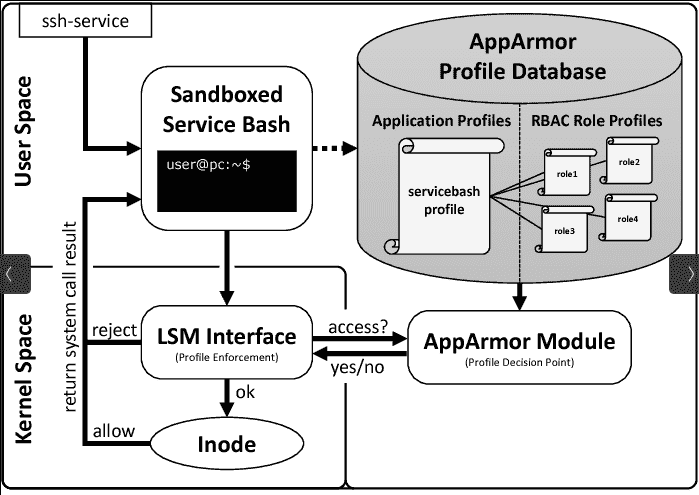 ssh-service
User Space
Sandboxed
Service Bash
user@pc:~$
AppArmor
Profile Database
Application Profiles
RBAC Role Profiles
servicebash
profile
role1
role2
role3
role4
Kernel Space
return system call result
reject
LSM Interface
(Profile Enforcement)
access?
yes/no
AppArmor Module
(Profile Decision Point)
ok
allow
Inode